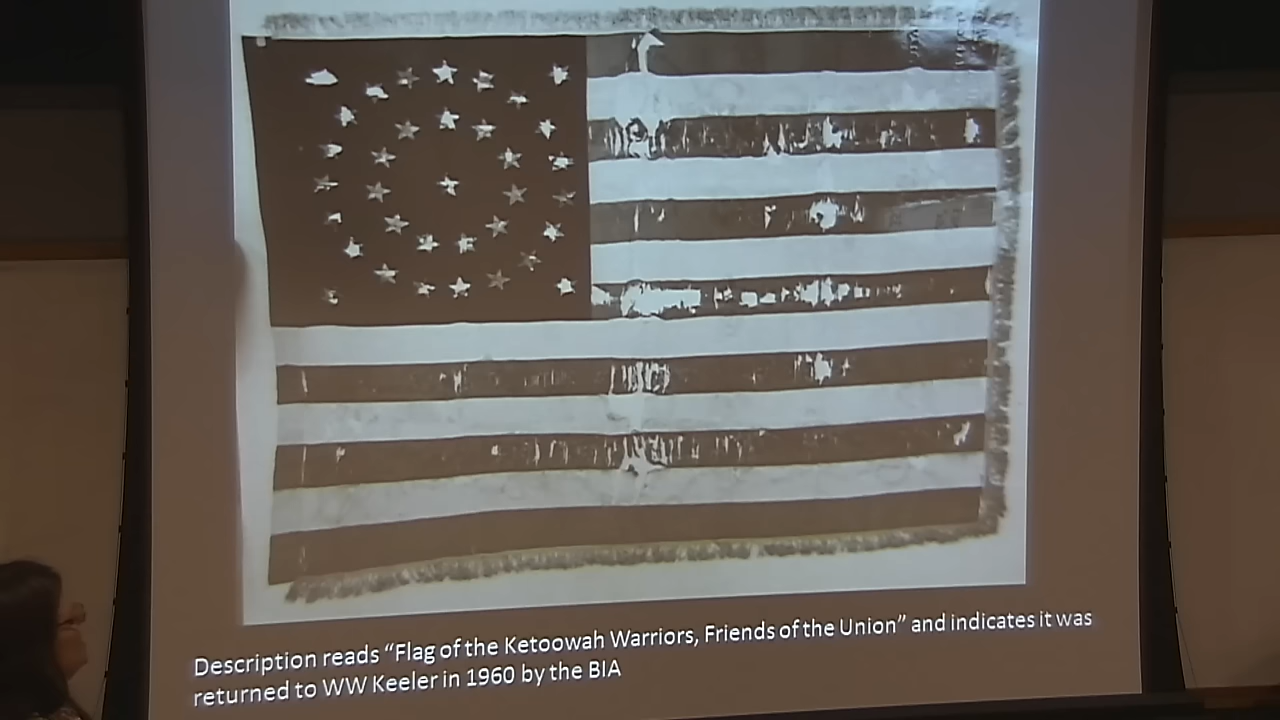 Description reads “Flag of the Ketoowah Warriors, Friends of the Union” and indicates it was
returned to WW Keeler in 1960 by the BIA